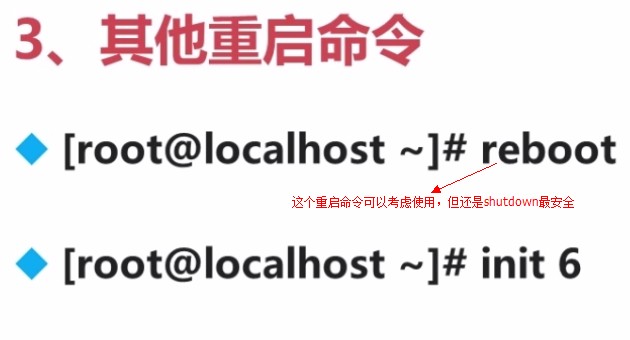 3、其他重启命令
[root@localhost ~]# reboot
这个重启命令可以考虑使用，但还是shutdown最安全
[root@localhost ~]# init 6